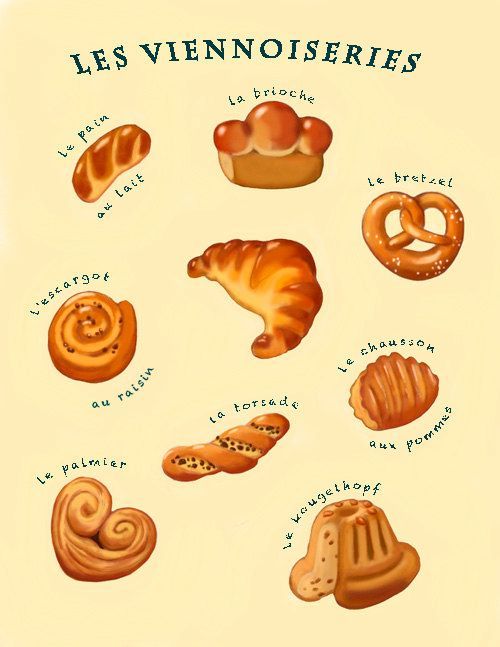 LES VIENNOISERIES
la brioche
le pain
au lait
le bretzel
l'escargot
au raisin
le chausson
aux pommes
la torsade
le palmier
le kougelhopf